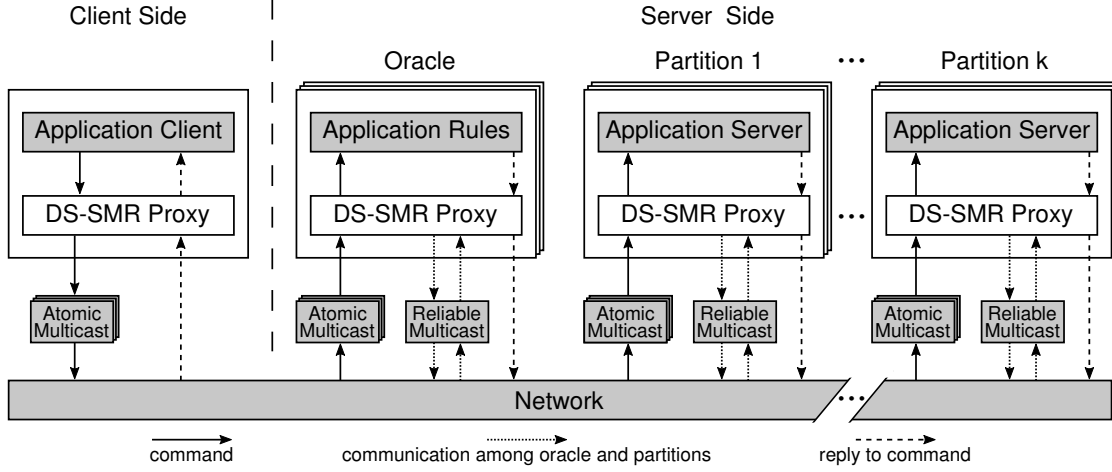 Client Side
Server Side
Oracle
Partition 1
•••
Partition k
Application Client
Application Rules
Application Server
Application Server
DS-SMR Proxy
DS-SMR Proxy
DS-SMR Proxy
•••
DS-SMR Proxy
Atomic
Multicast
Atomic
Multicast
Reliable
Multicast
Atomic
Multicast
Reliable
Multicast
Atomic
Multicast
Reliable
Multicast
Network
•••
command
communication among oracle and partitions
reply to command